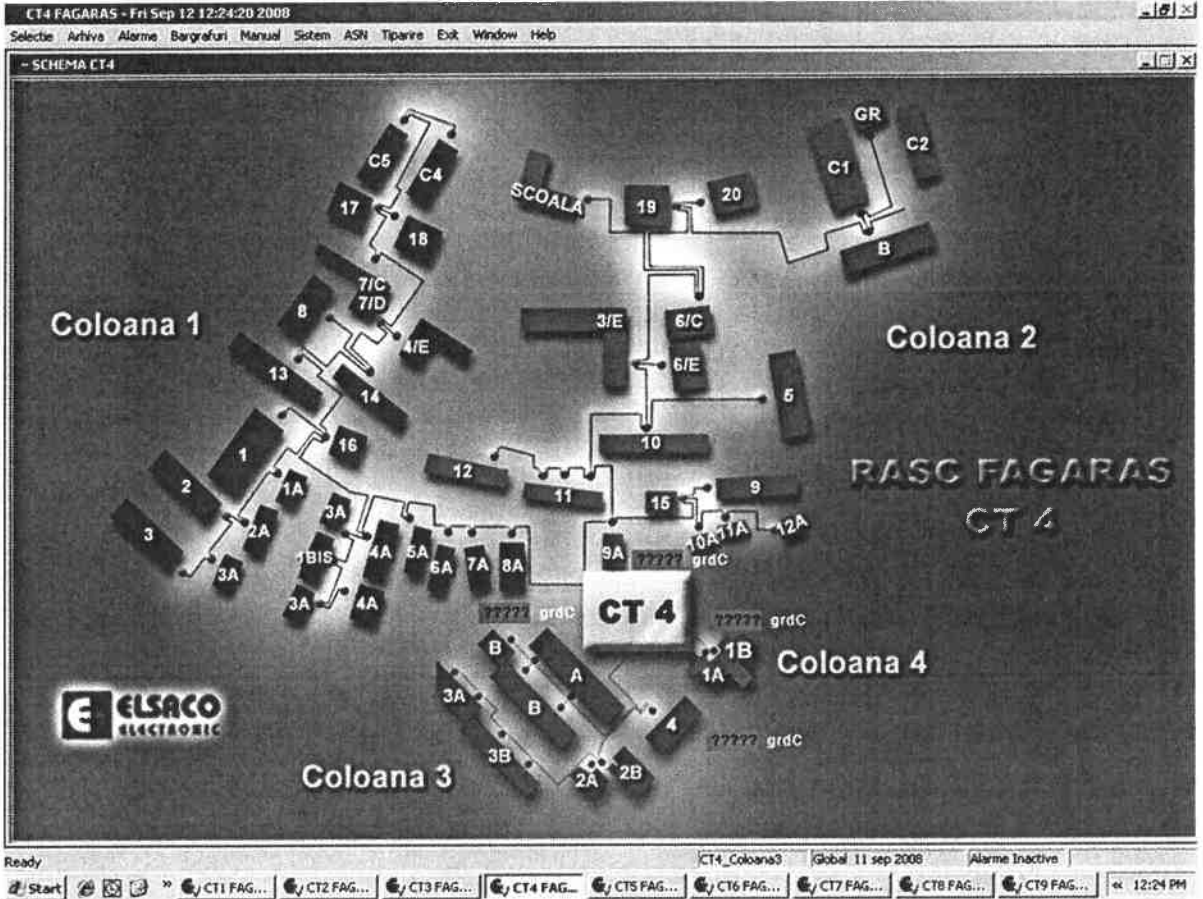 CT4 FAGARAS - Fri Sep 12 12:24:20 2008
Selectie Arhiva Alarme Bargrafuri Manual Sistem ASN Tiparire Exit Window Help
- SCHEMA CT4
GR
C5
C4
C1
C2
SCOALA
19
20
17
18
B
7/C
7/D
8
4/E
3/E
6/C
6/E
Coloana 1
Coloana 2
13
14
5
16
10
1
12
11
RASC FAGARAS
CT 4
2
1A
15
9
3
2A
3A
3A
1BIS
4A
5A
6A
7A
8A
9A
10A
11A
12A
3A
4A
????? grdC
CT 4
????? grdC
????? grdC
B
A
1B
1A
Coloana 4
3A
B
4
ELSACO
ELECTRONIC
3B
????? grdC
Coloana 3
2A
2B
Ready
CT4_Coloana3
Global 11 sep 2008
Alarme Inactive
Start
»
CT1 FAG...
CT2 FAG...
CT3 FAG...
CT4 FAG...
CT5 FAG...
CT6 FAG...
CT7 FAG...
CT8 FAG...
CT9 FAG...
«
12:24 PM